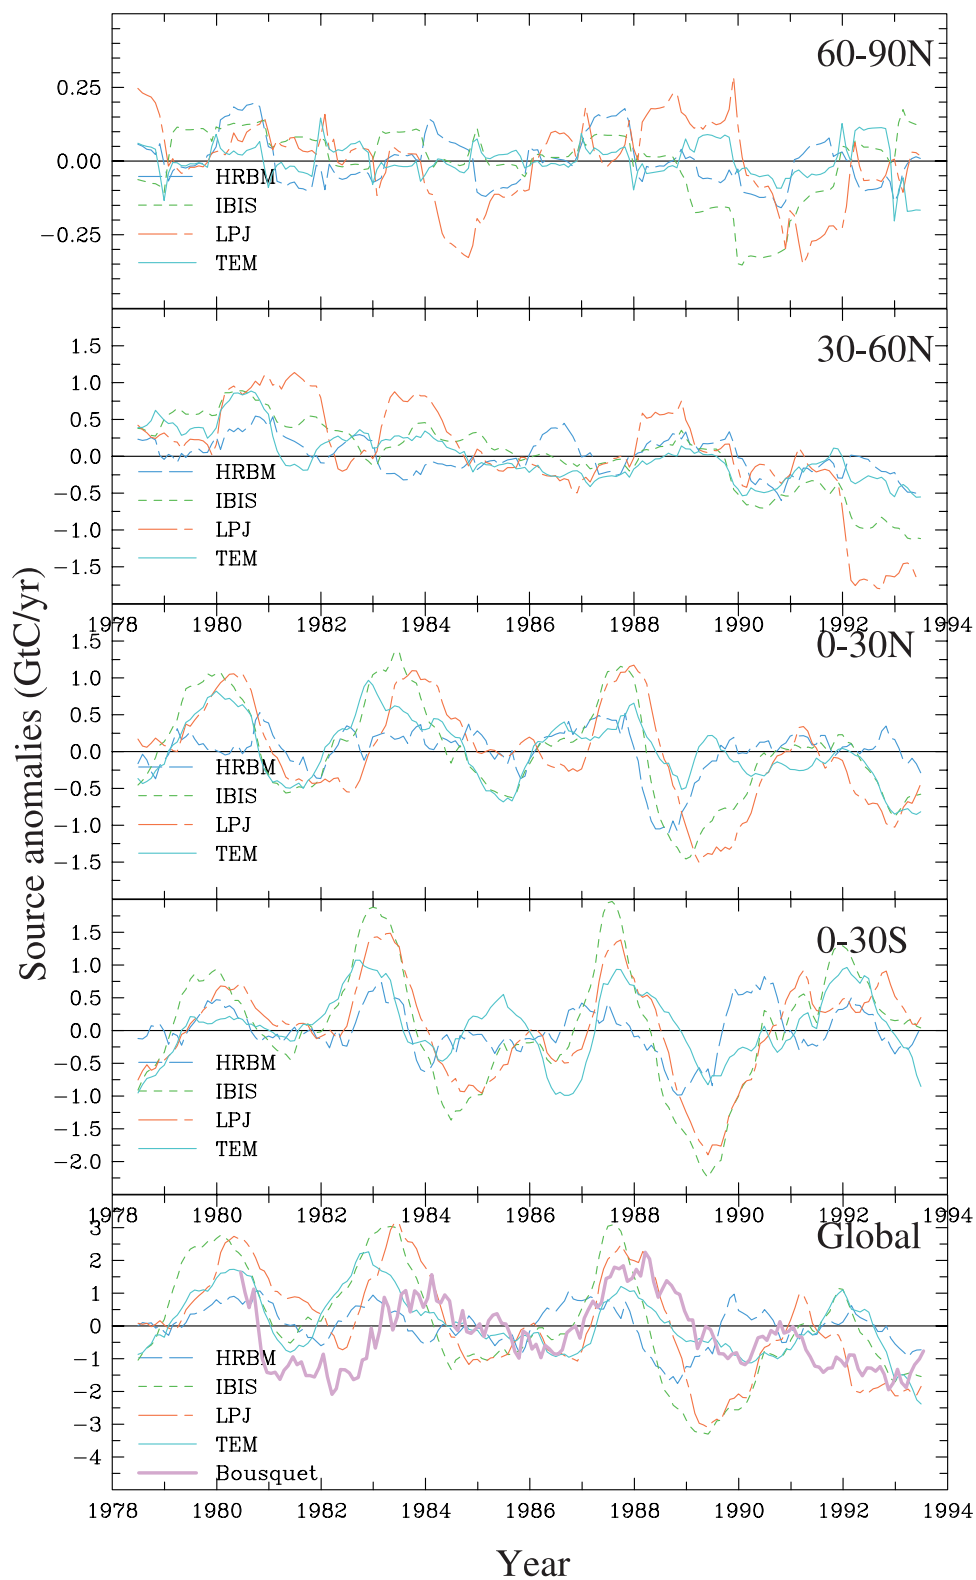 60-90N
0.25
0.00
−0.25
HRBM
IBIS
LPJ
TEM
30-60N
1.5
1.0
0.5
0.0
−0.5
−1.0
−1.5
HRBM
IBIS
LPJ
TEM
1978 1980 1982 1984 1986 1988 1990 1992 1994
0-30N
1.5
1.0
0.5
0.0
−0.5
−1.0
−1.5
HRBM
IBIS
LPJ
TEM
Source anomalies (GtC/yr)
0-30S
1.5
1.0
0.5
0.0
−0.5
−1.0
−1.5
−2.0
HRBM
IBIS
LPJ
TEM
1978 1980 1982 1984 1986 1988 1990 1992 1994
Global
3
2
1
0
−1
−2
−3
−4
HRBM
IBIS
LPJ
TEM
Bousquet
1978 1980 1982 1984 1986 1988 1990 1992 1994
Year